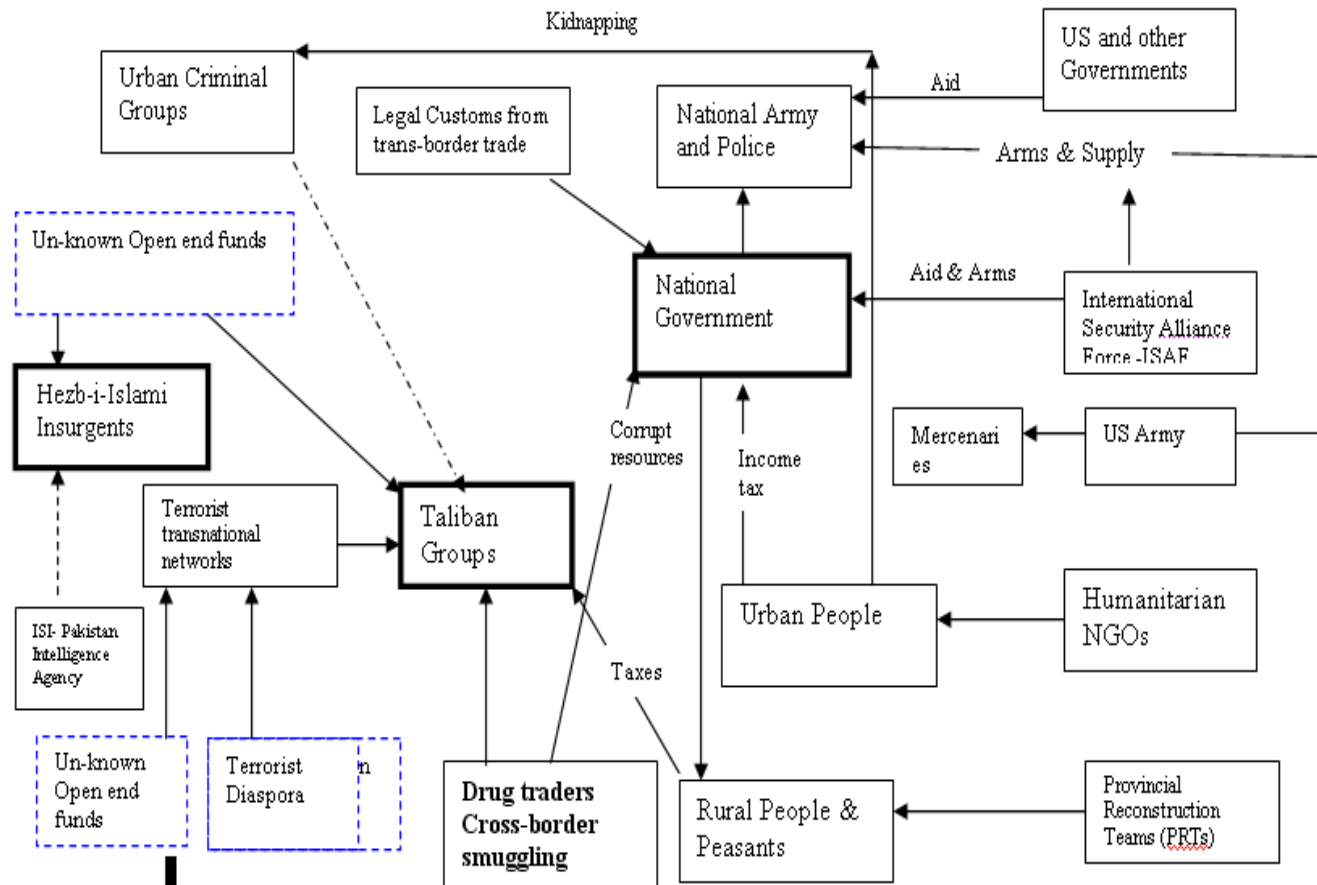 Kidnapping
US and other
Governments
Urban Criminal
Groups
Aid
Legal Customs from
trans-border trade
National Army
and Police
Arms & Supply
Un-known Open end funds
National
Government
Aid & Arms
International
Security Alliance
Force -ISAF
Hezb-i-Islami
Insurgents
Corrupt
resources
Income
tax
Mercenari
es
US Army
Terrorist
transnational
networks
Taliban
Groups
Urban People
Humanitarian
NGOs
ISI- Pakistan
Intelligence
Agency
Taxes
Un-known
Open end
funds
Terrorist
Diaspora
n
Drug traders
Cross-border
smuggling
Rural People &
Peasants
Provincial
Reconstruction
Teams (PRTs)